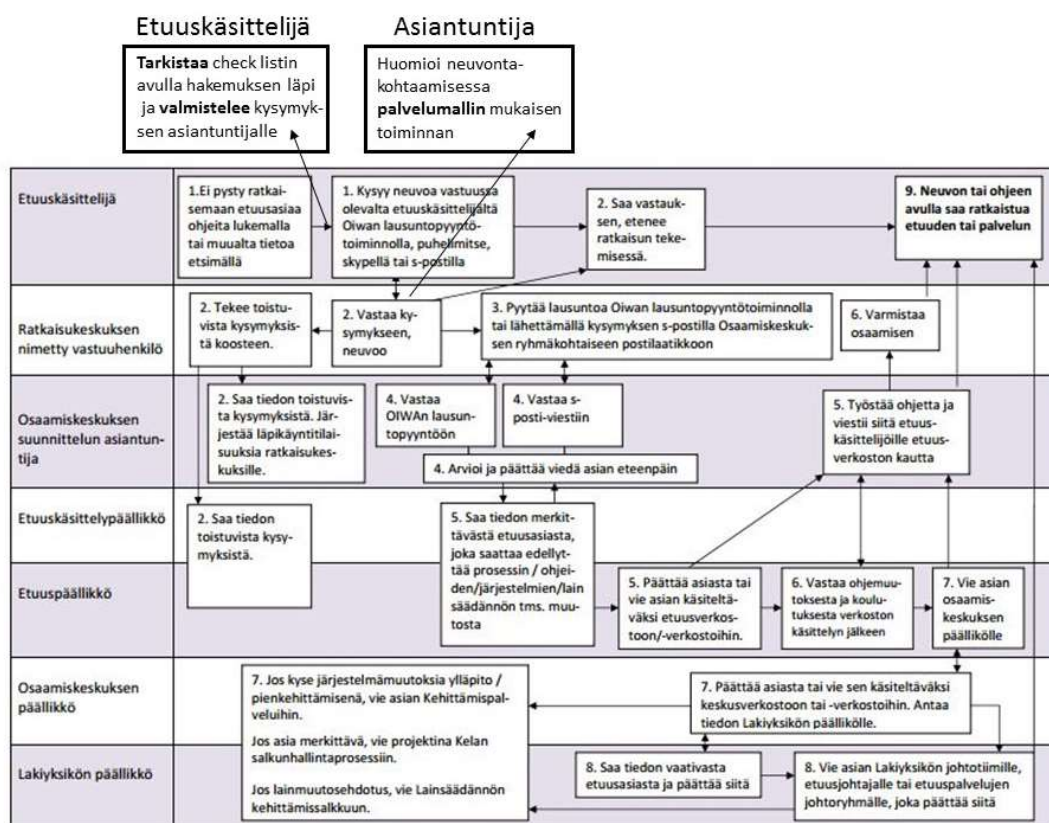 Etuuskäsittelijä
Tarkistaa check listin
avulla hakemuksen läpi
ja valmistelee kysymyk-
sen asiantuntijalle
Asiantuntija
Huomioi neuvonta-
kohtaamisessa
palvelumallin mukaisen
toiminnan
Etuuskäsittelijä
1.Ei pysty ratkai-
semaan etuusasiaa
ohjeita lukemalla
tai muualta tietoa
etsimällä
1. Kysyy neuvoa vastuussa
olevalta etuuskäsittelijältä
Oiwan lausuntopyyntö-
toiminnolla, puhelimitse,
skypellä tai s-postilla
2. Saa vastauk-
sen, etenee
ratkaisun teke-
misessä.
9. Neuvon tai ohjeen
avulla saa ratkaistua
etuuden tai palvelun
Ratkaisukeskuksen
nimetty vastuuhenkilö
2. Tekee toistu-
vista kysymyksis-
tä koosteen.
2. Vastaa ky-
symykseen,
neuvoo
3. Pyytää lausuntoa Oiwan lausuntopyyntötoiminnolla
tai lähettämällä kysymyksen s-postilla Osaamiskeskuk-
sen ryhmäkohtaiseen postilaatikkoon
6. Varmistaa
osaamisen
Osaamiskeskuksen
suunnittelun asiantun-
tija
2. Saa tiedon toistuvis-
ta kysymyksistä. Jär-
jestää läpikäyntitilai-
suuksia ratkaisukes-
kuksille.
4. Vastaa
OIWAn lausun-
topyyntöön
4. Vastaa s-
posti-viestiin
4. Arvioi ja päättää viedä asian eteenpäin
5. Työstää ohjetta ja
viestii siitä etuus-
käsittelijöille etuus-
verkoston kautta
Etuuskäsittelypäällikkö
2. Saa tiedon
toistuvista kysy-
myksistä.
5. Saa tiedon merkit-
tävästä etuusasiasta,
joka saattaa edellyt-
tää prosessin / ohjei-
den/järjestelmien/lain
säädännön tms. muu-
tosta
Etuuspäällikkö
5. Päättää asiasta tai
vie asian käsiteltä-
väksi etuusverkos-
toon/-verkostoihin.
6. Vastaa ohjemuu-
toksesta ja koulu-
tuksesta verkoston
käsittelyn jälkeen
7. Vie asian
osaamis-
keskuksen
päällikölle
Osaamiskeskuksen
päällikkö
7. Jos kyse järjestelmämuutoksia ylläpito /
pienkehittämisenä, vie asian Kehittämispal-
veluihin.
Jos asia merkittävä, vie projektina Kelan
salkunhallintaprosessiin.
Jos lainmuutosehdotus, vie Lainsäädännön
kehittämissalkkuun.
7. Päättää asiasta tai vie sen käsiteltäväksi
keskusverkostoon tai -verkostoihin. Antaa
tiedon Lakiyksikön päällikölle.
Lakiyksikön päällikkö
8. Saa tiedon vaativasta
etuusasiasta ja päättää siitä
8. Vie asian Lakiyksikön johtotiimille,
etuusjohtajalle tai etuuspalvelujen
johtoryhmälle, joka päättää siitä